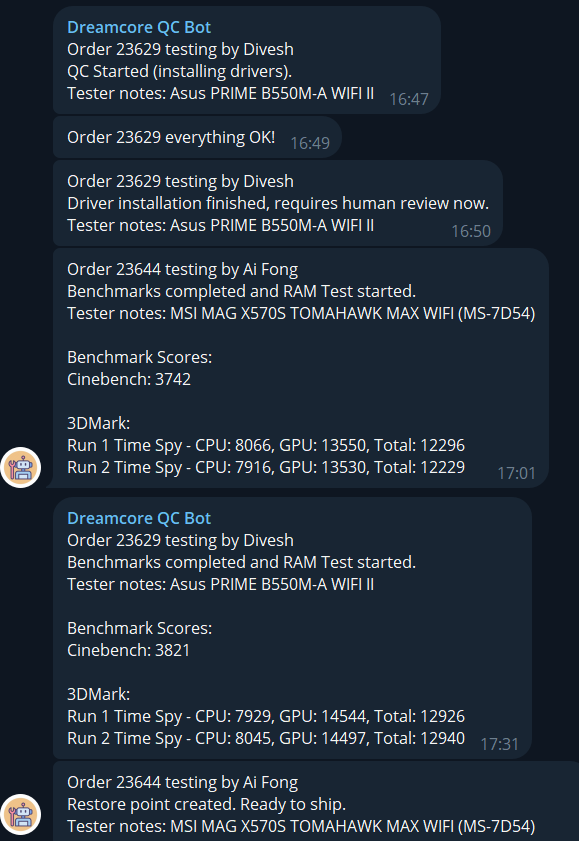 Dreamcore QC Bot
Order 23629 testing by Divesh
QC Started (installing drivers).
Tester notes: Asus PRIME B550M-A WIFI II
16:47
Order 23629 everything OK!
16:49
Order 23629 testing by Divesh
Driver installation finished, requires human review now.
Tester notes: Asus PRIME B550M-A WIFI II
16:50
Order 23644 testing by Ai Fong
Benchmarks completed and RAM Test started.
Tester notes: MSI MAG X570S TOMAHAWK MAX WIFI (MS-7D54)
Benchmark Scores:
Cinebench: 3742
3DMark:
Run 1 Time Spy - CPU: 8066, GPU: 13550, Total: 12296
Run 2 Time Spy - CPU: 7916, GPU: 13530, Total: 12229
17:01
Dreamcore QC Bot
Order 23629 testing by Divesh
Benchmarks completed and RAM Test started.
Tester notes: Asus PRIME B550M-A WIFI II
Benchmark Scores:
Cinebench: 3821
3DMark:
Run 1 Time Spy - CPU: 7929, GPU: 14544, Total: 12926
Run 2 Time Spy - CPU: 8045, GPU: 14497, Total: 12940
17:31
Order 23644 testing by Ai Fong
Restore point created. Ready to ship.
Tester notes: MSI MAG X570S TOMAHAWK MAX WIFI (MS-7D54)